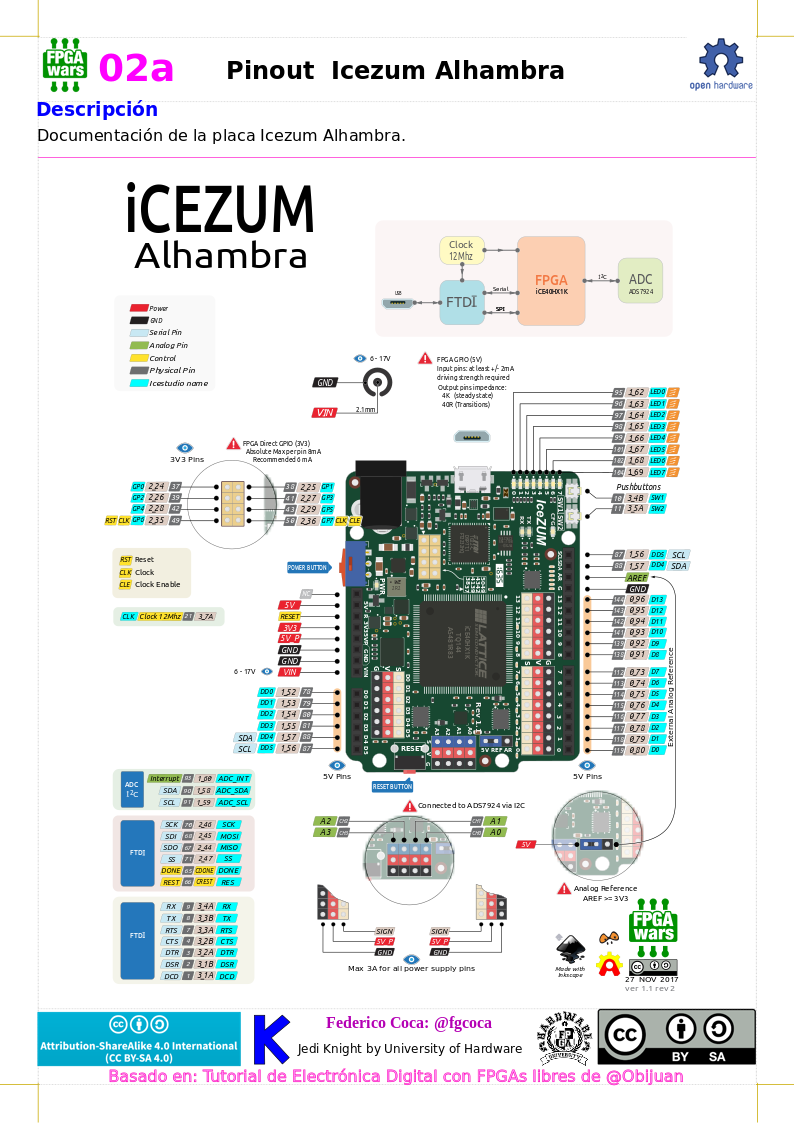 FPGA
wars
02a
Pinout Icezum Alhambra
open hardware
Descripción
Documentación de la placa Icezum Alhambra.
iCEZUM
Alhambra
Clock
12Mhz
FPGA
iCE40HX1K
I²C
ADC
ADS7924
USB
FTDI
Serial
SPI
Power
GND
Serial Pin
Analog Pin
Control
Physical Pin
Icestudio name
6 - 17V
GND
VIN
2.1mm
FPGA GPIO (5V)
Input pins: at least +/- 2mA
driving strength required
Output pins impedance:
4K (steady state)
40R (Transitions)
95 1,62 LED0
96 1,63 LED1
97 1,64 LED2
98 1,65 LED3
99 1,66 LED4
101 1,67 LED5
102 1,68 LED6
104 1,69 LED7
Pushbuttons
10 3,4B SW1
11 3,5A SW2
3V3 Pins
FPGA Direct GPIO (3V3)
Absolute Max per pin 8mA
Recommended 6 mA
GP0 2,24 37
GP2 2,26 39
GP4 2,28 42
RST CLK GP6 2,35 49
38 2,25 GP1
41 2,27 GP3
43 2,29 GP5
50 2,36 GP7 CLK CLE
RST Reset
CLK Clock
CLE Clock Enable
CLK Clock 12Mhz 21 3,7A
POWER BUTTON
NC
5V
RESET
3V3
5V P
GND
GND
6 - 17V VIN
DD0 1,52 78
DD1 1,53 79
DD2 1,54 80
DD3 1,55 81
SDA DD4 1,57 88
SCL DD5 1,56 87
5V Pins
87 1,56 DD5 SCL
88 1,57 DD4 SDA
AREF
GND
144 0,96 D13
143 0,95 D12
142 0,94 D11
141 0,93 D10
139 0,92 D9
138 0,91 D8
112 0,73 D7
113 0,74 D6
114 0,75 D5
115 0,76 D4
116 0,77 D3
117 0,78 D2
118 0,79 D1
119 0,80 D0
External Analog Reference
5V Pins
iceZUM
LATTICE
iCE40HX1K
TQ144
PWR
RESET
5V REF AR
RESET BUTTON
ADC
I²C
Interrupt 93 1,60 ADC_INT
SDA 90 1,58 ADC_SDA
SCL 91 1,59 ADC_SCL
FTDI
SCK 70 2,46 SCK
SDI 68 2,45 MOSI
SDO 67 2,44 MISO
SS 71 2,47 SS
DONE 65 CDONE DONE
REST 66 CREST RES
FTDI
RX 9 3,4A RX
TX 8 3,3B TX
RTS 7 3,3A RTS
CTS 4 3,2B CTS
DTR 3 3,2A DTR
DSR 2 3,1B DSR
DCD 1 3,1A DCD
Connected to ADS7924 via I2C
A2 CH2
A3 CH3
CH1 A1
CH0 A0
5V
Analog Reference
AREF >= 3V3
SIGN
5V P
GND
SIGN
5V P
GND
Max 3A for all power supply pins
Made with
Inkscape
FPGA
wars
27 NOV 2017
ver 1.1 rev 2
Attribution-ShareAlike 4.0 International
(CC BY-SA 4.0)
Federico Coca: @fgcoca
Jedi Knight by University of Hardware
HARDWARE
CC
BY SA
Basado en: Tutorial de Electrónica Digital con FPGAs libres de @Obijuan